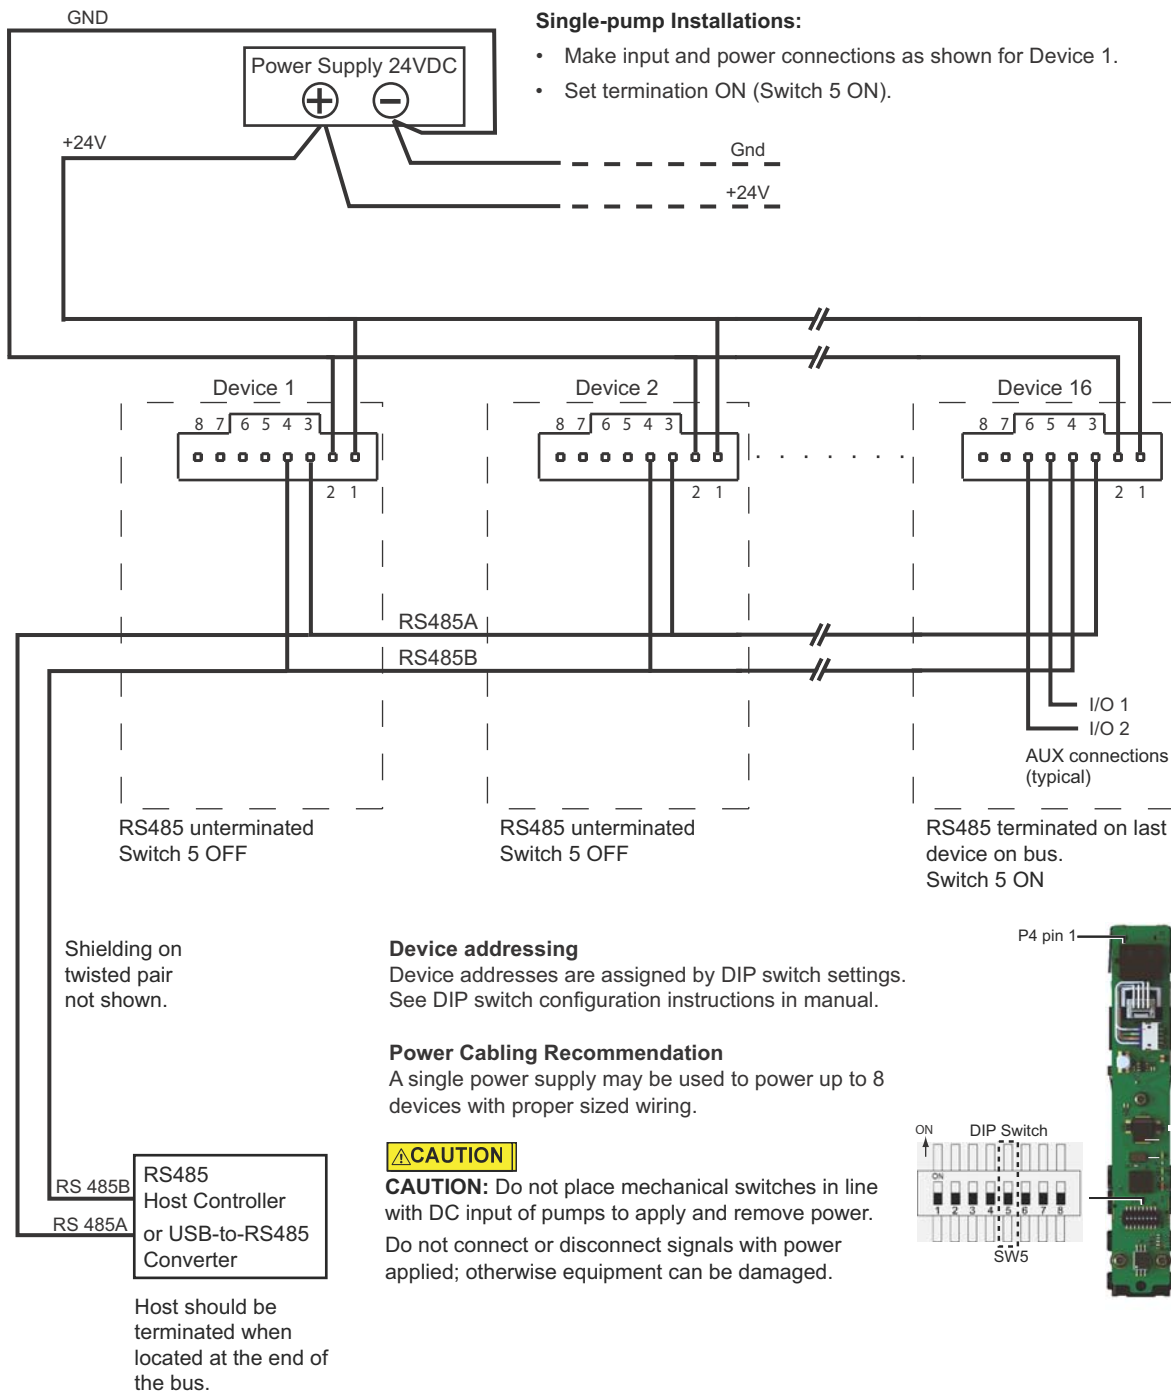 GND
Single-pump Installations:
• Make input and power connections as shown for Device 1.
• Set termination ON (Switch 5 ON).
Power Supply 24VDC
+ −
+24V
Gnd
+24V
Device 1
8 7 6 5 4 3
2 1
Device 2
8 7 6 5 4 3
2 1
Device 16
8 7 6 5 4 3
2 1
RS485A
RS485B
I/O 1
I/O 2
AUX connections
(typical)
RS485 unterminated
Switch 5 OFF
RS485 unterminated
Switch 5 OFF
RS485 terminated on last
device on bus.
Switch 5 ON
Shielding on
twisted pair
not shown.
Device addressing
Device addresses are assigned by DIP switch settings.
See DIP switch configuration instructions in manual.
Power Cabling Recommendation
A single power supply may be used to power up to 8
devices with proper sized wiring.
⚠CAUTION
CAUTION: Do not place mechanical switches in line
with DC input of pumps to apply and remove power.
Do not connect or disconnect signals with power
applied; otherwise equipment can be damaged.
P4 pin 1
ON
DIP Switch
ON
1 2 3 4 5 6 7 8
SW5
RS 485B
RS 485A
RS485
Host Controller
or USB-to-RS485
Converter
Host should be
terminated when
located at the end of
the bus.